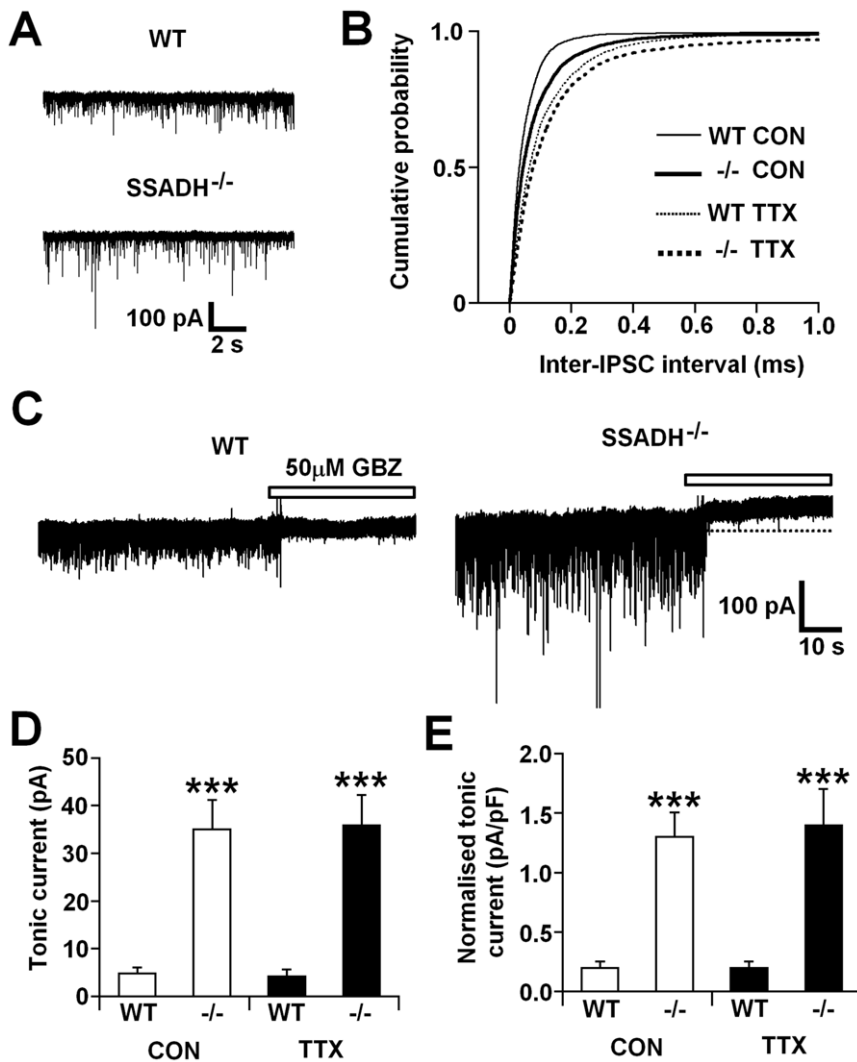 A
WT
SSADH-/-
100 pA
2 s
B
Cumulative probability
1.0
0.5
0
0 0.2 0.4 0.6 0.8 1.0
Inter-IPSC interval (ms)
WT CON
-/- CON
WT TTX
-/- TTX
C
WT
50μM GBZ
SSADH-/-
100 pA
10 s
D
Tonic current (pA)
50
40
30
20
10
0
*** ***
WT -/- WT -/-
CON TTX
E
Normalised tonic
current (pA/pF)
2.0
1.5
1.0
0.5
0.0
*** ***
WT -/- WT -/-
CON TTX